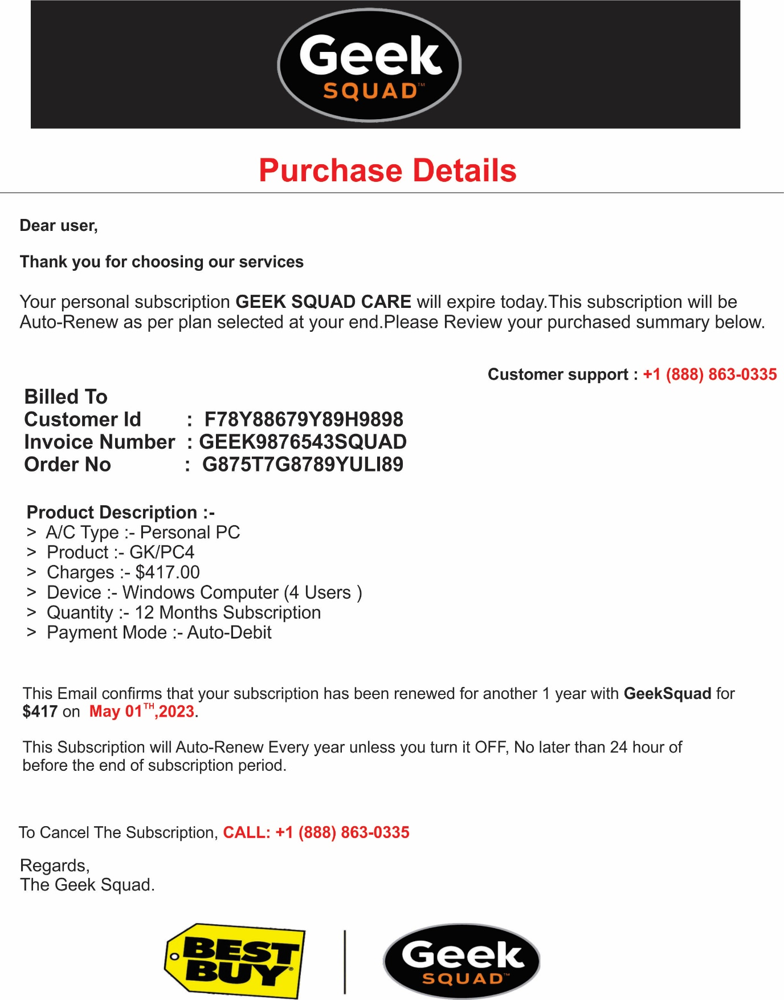 Geek
SQUAD™
Purchase Details
Dear user,
Thank you for choosing our services
Your personal subscription GEEK SQUAD CARE will expire today.This subscription will be
Auto-Renew as per plan selected at your end.Please Review your purchased summary below.
Customer support : +1 (888) 863-0335
Billed To
Customer Id : F78Y88679Y89H9898
Invoice Number : GEEK9876543SQUAD
Order No : G875T7G8789YULI89
Product Description :-
> A/C Type :- Personal PC
> Product :- GK/PC4
> Charges :- $417.00
> Device :- Windows Computer (4 Users )
> Quantity :- 12 Months Subscription
> Payment Mode :- Auto-Debit
This Email confirms that your subscription has been renewed for another 1 year with GeekSquad for
$417 on May 01TH,2023.
This Subscription will Auto-Renew Every year unless you turn it OFF, No later than 24 hour of
before the end of subscription period.
To Cancel The Subscription, CALL: +1 (888) 863-0335
Regards,
The Geek Squad.
BEST
BUY®
Geek
SQUAD™